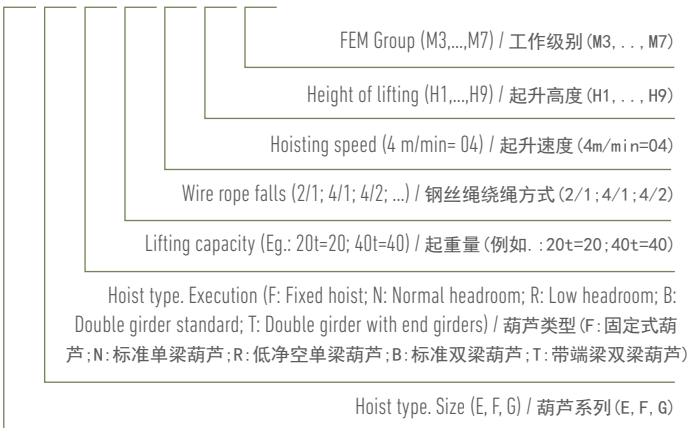 FEM Group (M3,...,M7) / 工作级别(M3,..,M7)
Height of lifting (H1,...,H9) / 起升高度(H1,..,H9)
Hoisting speed (4 m/min= 04) / 起升速度(4m/min=04)
Wire rope falls (2/1; 4/1; 4/2; ...) / 钢丝绳绕绳方式(2/1;4/1;4/2)
Lifting capacity (Eg.: 20t=20; 40t=40) / 起重量(例如.:20t=20;40t=40)
Hoist type. Execution (F: Fixed hoist; N: Normal headroom; R: Low headroom; B:
Double girder standard; T: Double girder with end girders) / 葫芦类型(F:固定式葫
芦;N:标准单梁葫芦;R:低净空单梁葫芦;B:标准双梁葫芦;T:带端梁双梁葫芦)
Hoist type. Size (E, F, G) / 葫芦系列(E,F,G)